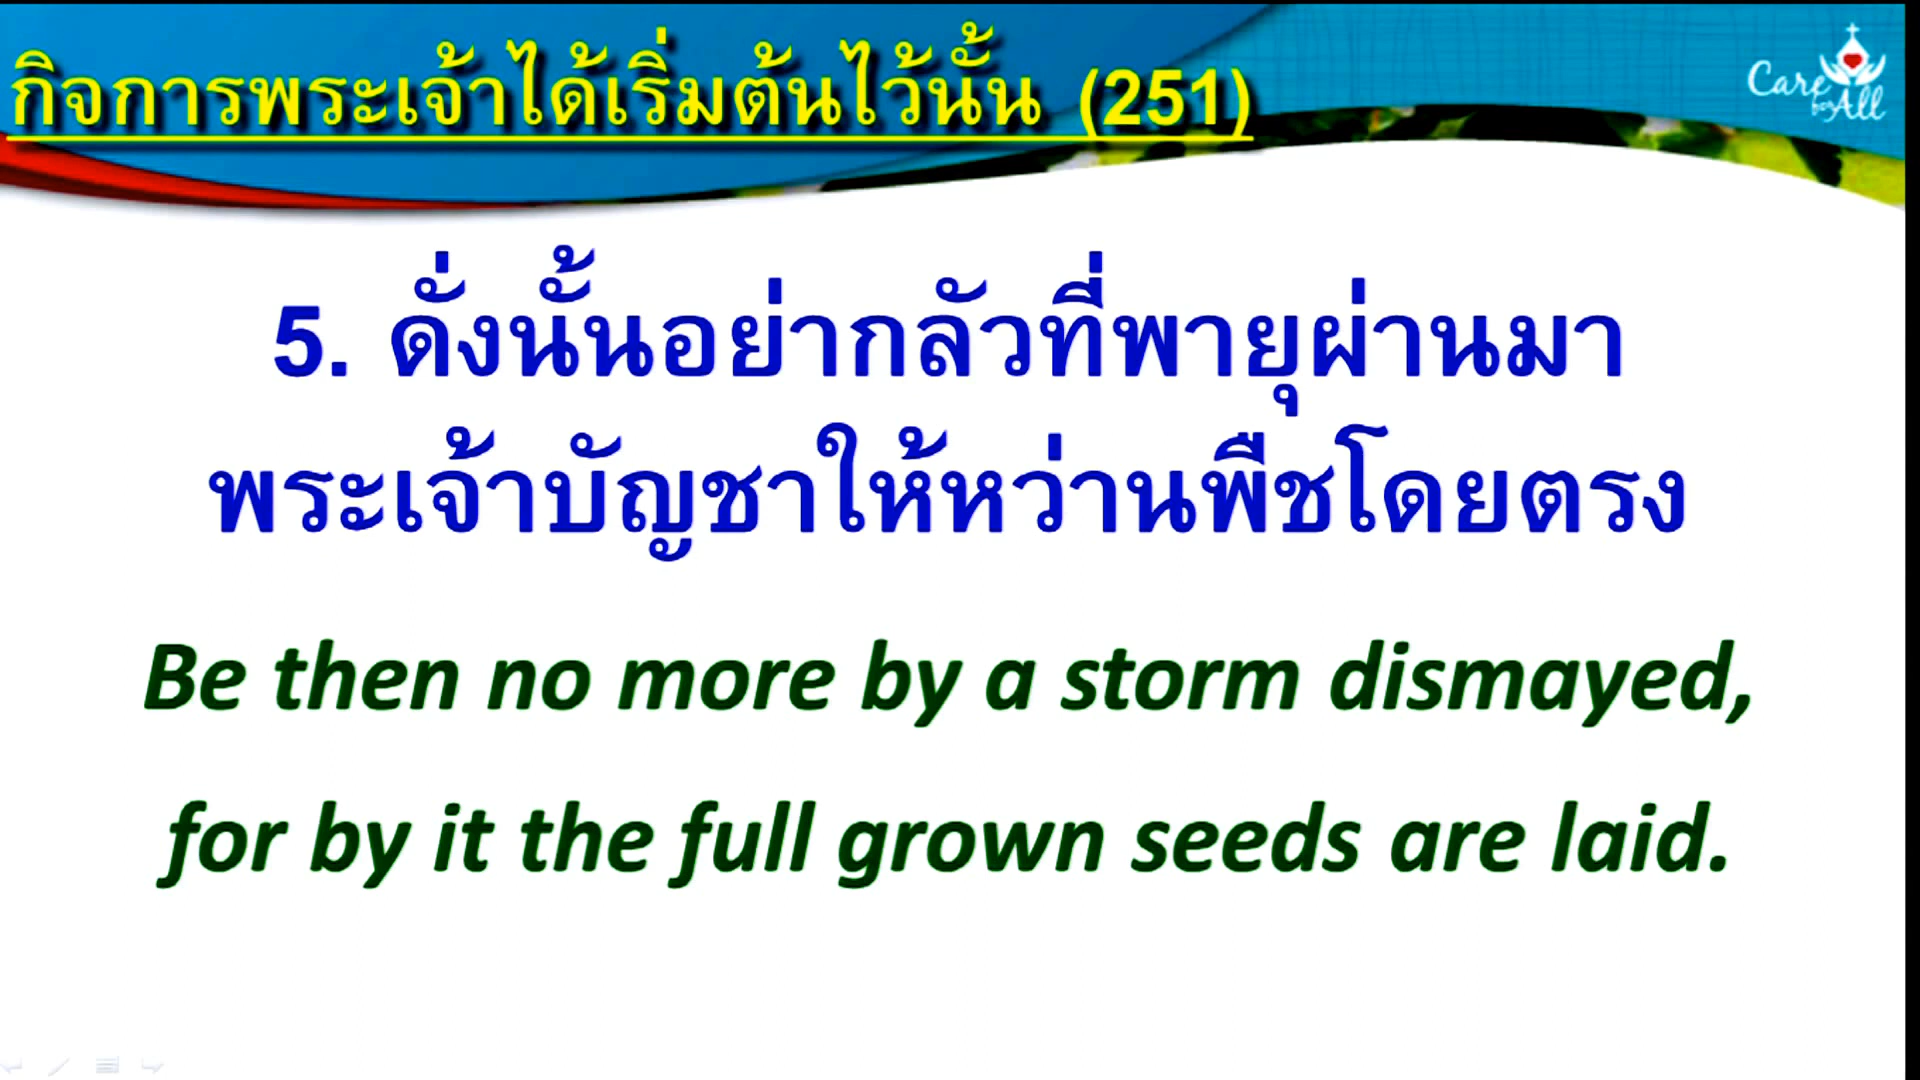 กิจการพระเจ้าได้เริ่มต้นไว้นั้น (251)
Care
for All
5. ดั่งนั้นอย่ากลัวที่พายุผ่านมา
พระเจ้าบัญชาให้หว่านพืชโดยตรง
Be then no more by a storm dismayed,
for by it the full grown seeds are laid.